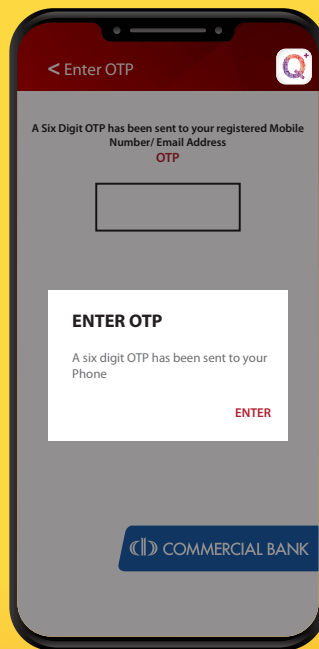 < Enter OTP
Q+
A Six Digit OTP has been sent to your registered Mobile
Number/ Email Address
OTP
ENTER OTP
A six digit OTP has been sent to your
Phone
ENTER
COMMERCIAL BANK